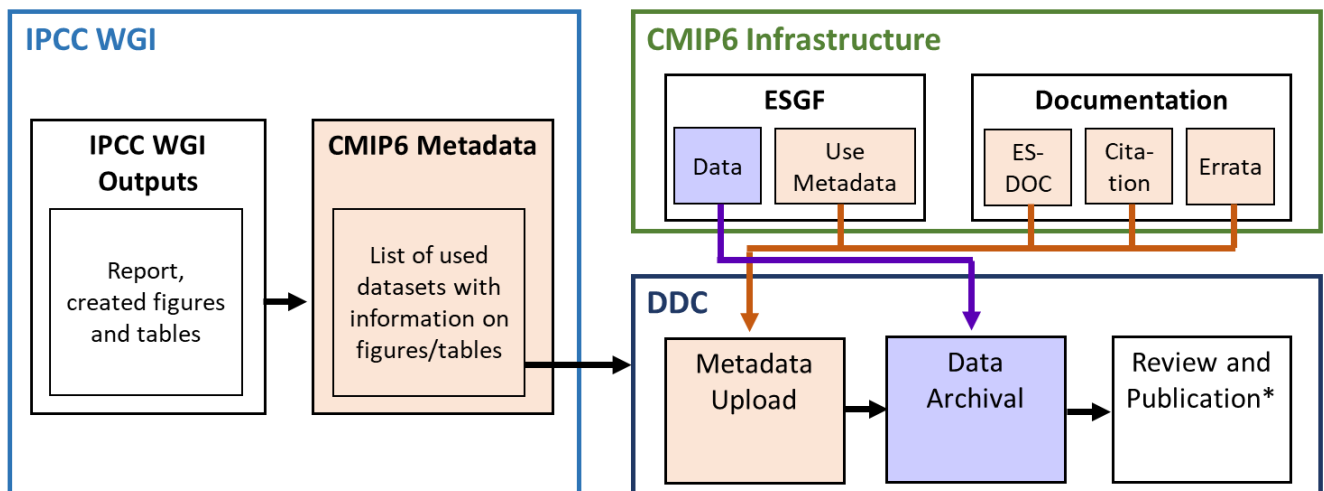 IPCC WGI
IPCC WGI
Outputs
Report,
created figures
and tables
CMIP6 Metadata
List of used
datasets with
information on
figures/tables
CMIP6 Infrastructure
ESGF
Data
Use
Metadata
Documentation
ES-
DOC
Cita-
tion
Errata
DDC
Metadata
Upload
Data
Archival
Review and
Publication*